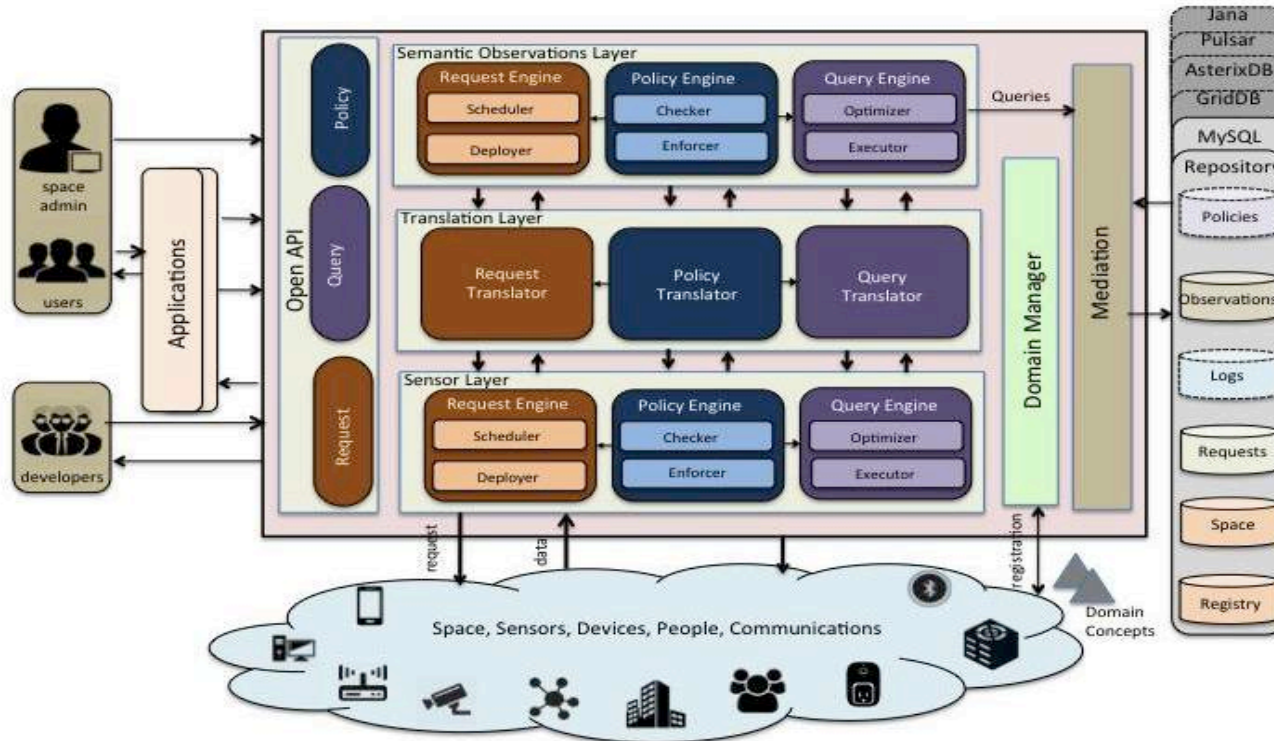 space
admin
users
developers
Applications
Open API
Policy
Query
Request
Semantic Observations Layer
Request Engine
Scheduler
Deployer
Policy Engine
Checker
Enforcer
Query Engine
Optimizer
Executor
Queries
Translation Layer
Request
Translator
Policy
Translator
Query
Translator
Sensor Layer
Request Engine
Scheduler
Deployer
Policy Engine
Checker
Enforcer
Query Engine
Optimizer
Executor
Domain Manager
Mediation
Jana
Pulsar
AsterixDB
GridDB
MySQL
Repository
Policies
Observations
Logs
Requests
Space
Registry
request
data
registration
Space, Sensors, Devices, People, Communications
Domain
Concepts